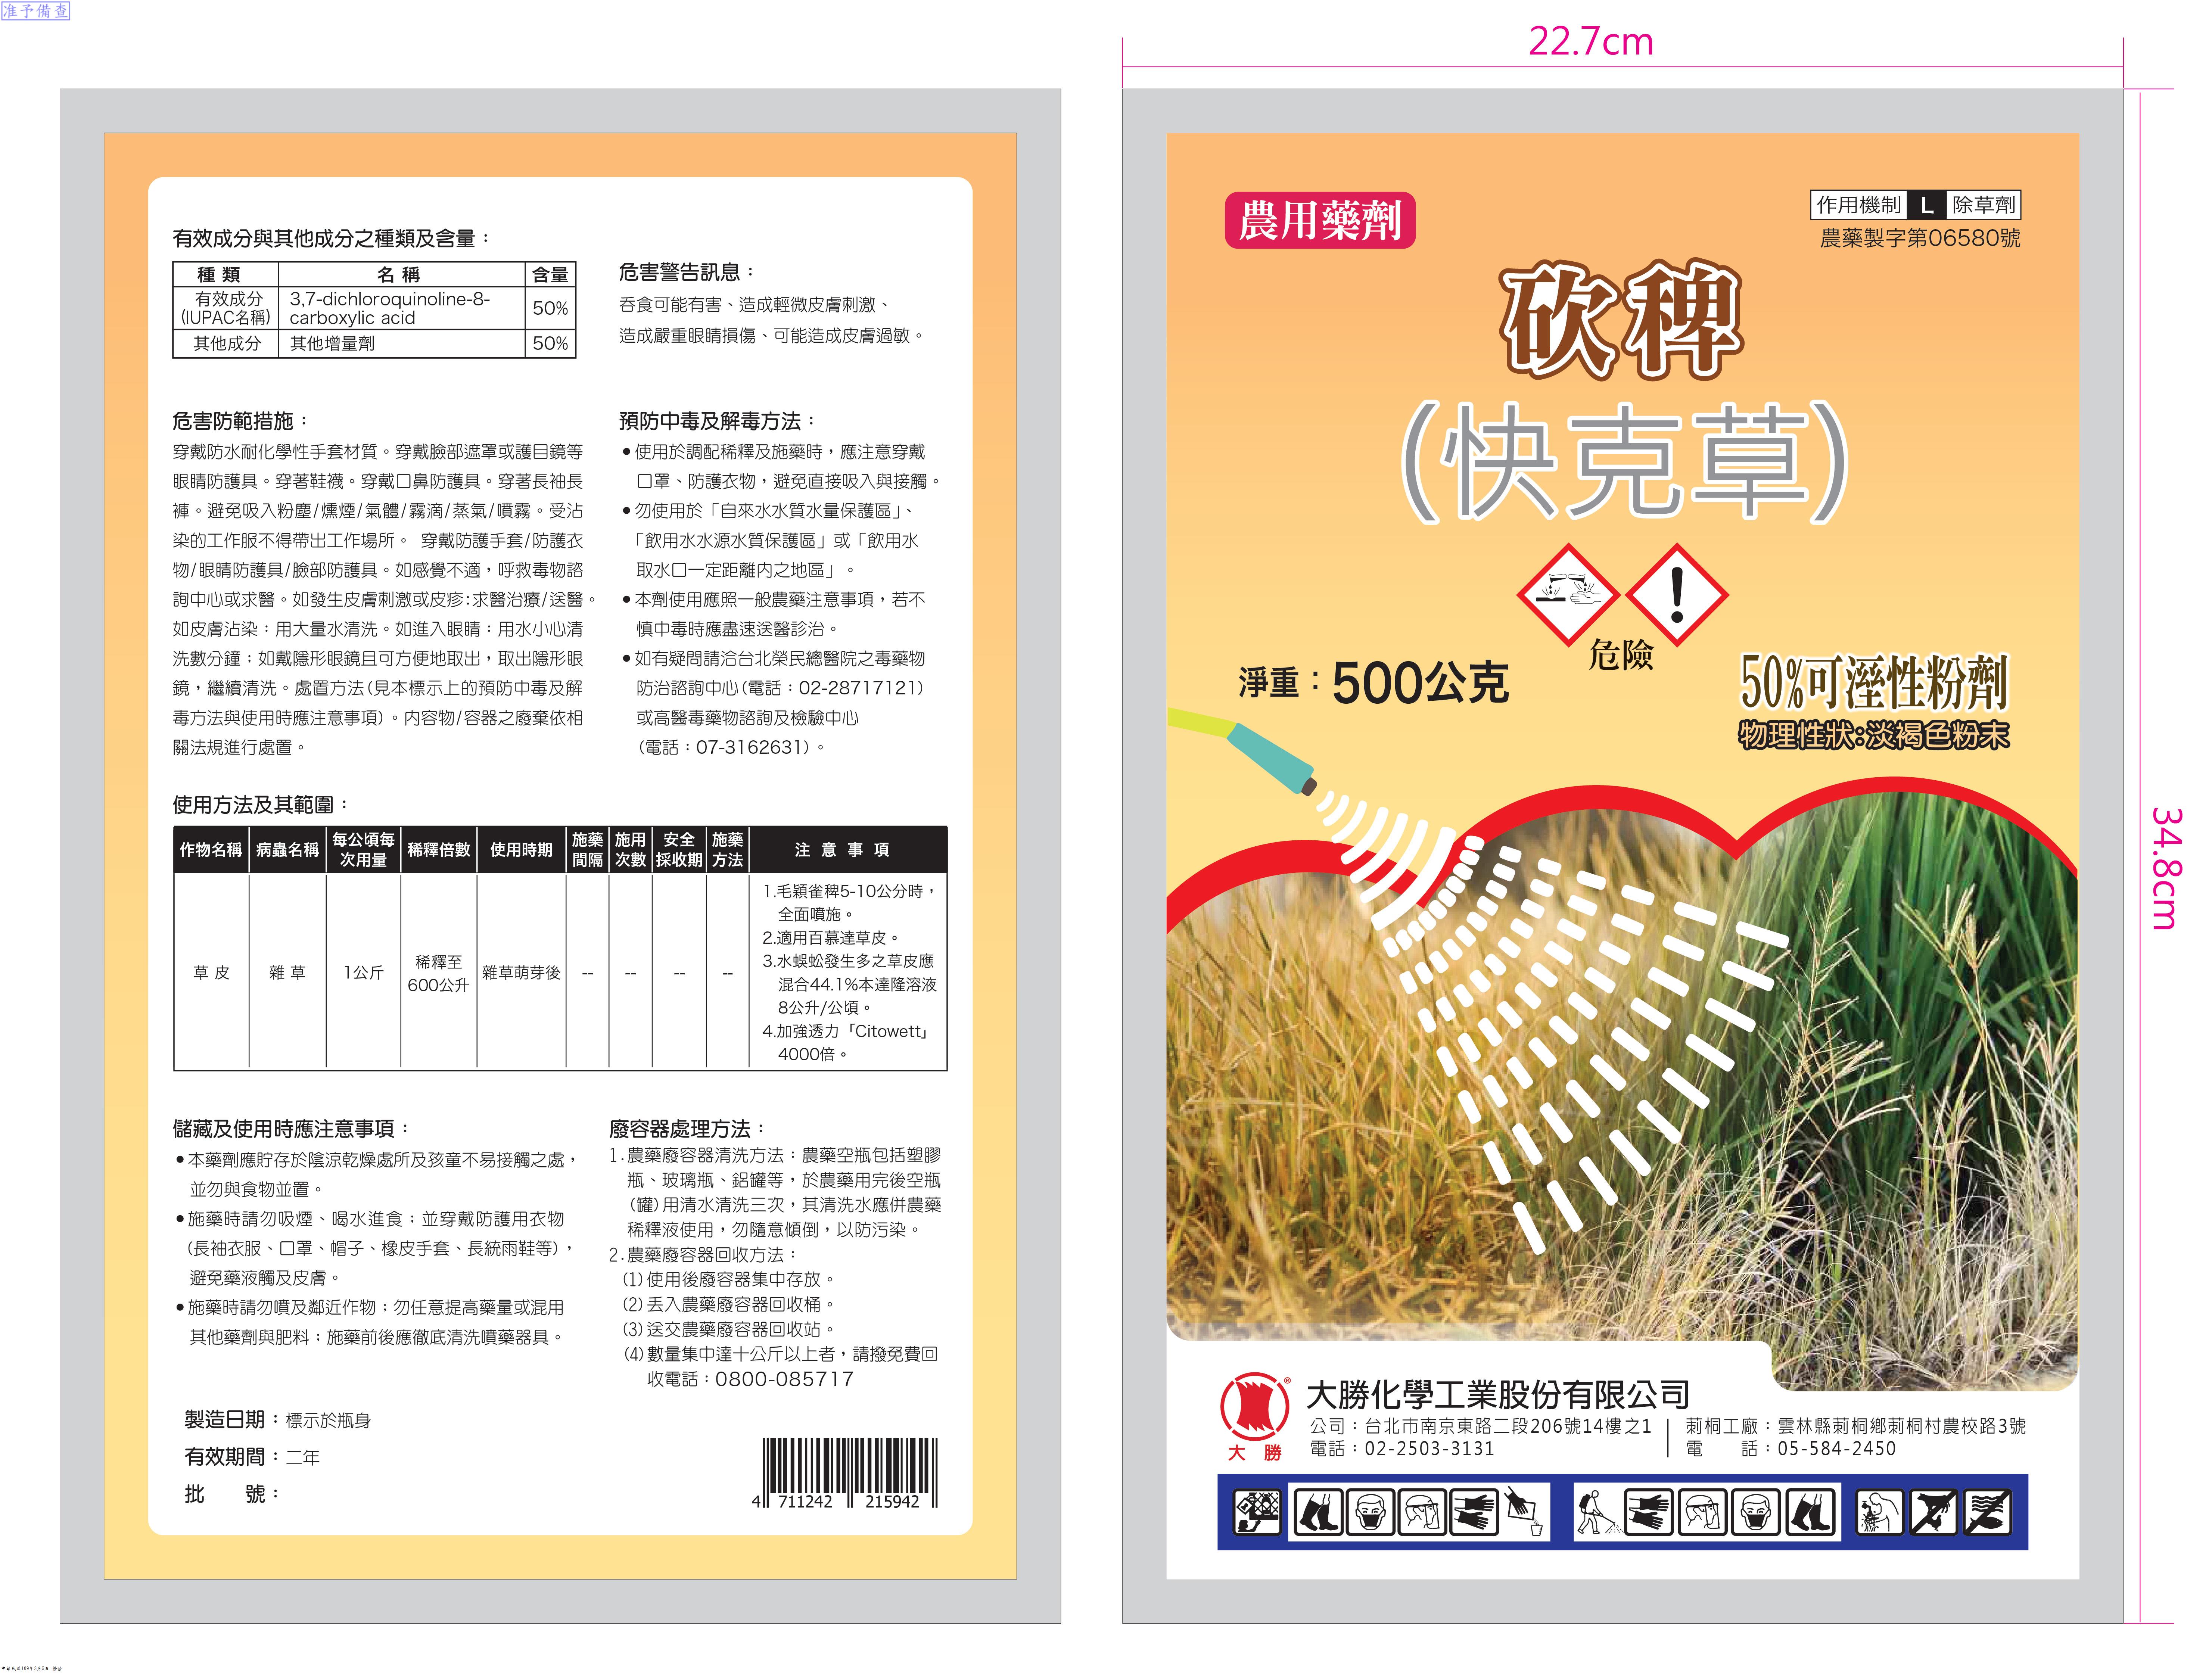 准予備查
22.7cm
34.8cm
有效成分與其他成分之種類及含量：
種類 名稱 含量
有效成分 (IUPAC名稱) 3,7-dichloroquinoline-8-carboxylic acid 50%
其他成分 其他增量劑 50%
危害警告訊息：
吞食可能有害、造成輕微皮膚刺激、
造成嚴重眼睛損傷、可能造成皮膚過敏。
危害防範措施：
穿戴防水耐化學性手套材質。穿戴臉部遮罩或護目鏡等
眼睛防護具。穿著鞋襪。穿戴口鼻防護具。穿著長袖長
褲。避免吸入粉塵/燻煙/氣體/霧滴/蒸氣/噴霧。受沾
染的工作服不得帶出工作場所。 穿戴防護手套/防護衣
物/眼睛防護具/臉部防護具。如感覺不適，呼救毒物諮
詢中心或求醫。如發生皮膚刺激或皮疹:求醫治療/送醫。
如皮膚沾染：用大量水清洗。如進入眼睛：用水小心清
洗數分鐘；如戴隱形眼鏡且可方便地取出，取出隱形眼
鏡，繼續清洗。處置方法(見本標示上的預防中毒及解
毒方法與使用時應注意事項)。內容物/容器之廢棄依相
關法規進行處置。
預防中毒及解毒方法：
●使用於調配稀釋及施藥時，應注意穿戴
口罩、防護衣物，避免直接吸入與接觸。
●勿使用於「自來水水質水量保護區」、
「飲用水水源水質保護區」或「飲用水
取水口一定距離內之地區」。
●本劑使用應照一般農藥注意事項，若不
慎中毒時應盡速送醫診治。
●如有疑問請洽台北榮民總醫院之毒藥物
防治諮詢中心(電話：02-28717121)
或高醫毒藥物諮詢及檢驗中心
(電話：07-3162631)。
使用方法及其範圍：
作物名稱 病蟲名稱 每公頃每次用量 稀釋倍數 使用時期 施藥間隔 施用次數 安全採收期 施藥方法 注意事項
草皮 雜草 1公斤 稀釋至600公升 雜草萌芽後 -- -- -- --
1.毛穎雀稗5-10公分時，
全面噴施。
2.適用百慕達草皮。
3.水蜈蚣發生多之草皮應
混合44.1%本達隆溶液
8公升/公頃。
4.加強透力「Citowett」
4000倍。
儲藏及使用時應注意事項：
●本藥劑應貯存於陰涼乾燥處所及孩童不易接觸之處，
並勿與食物並置。
●施藥時請勿吸煙、喝水進食；並穿戴防護用衣物
(長袖衣服、口罩、帽子、橡皮手套、長統雨鞋等)，
避免藥液觸及皮膚。
●施藥時請勿噴及鄰近作物；勿任意提高藥量或混用
其他藥劑與肥料；施藥前後應徹底清洗噴藥器具。
廢容器處理方法：
1.農藥廢容器清洗方法：農藥空瓶包括塑膠
瓶、玻璃瓶、鋁罐等，於農藥用完後空瓶
(罐)用清水清洗三次，其清洗水應併農藥
稀釋液使用，勿隨意傾倒，以防污染。
2.農藥廢容器回收方法：
(1)使用後廢容器集中存放。
(2)丟入農藥廢容器回收桶。
(3)送交農藥廢容器回收站。
(4)數量集中達十公斤以上者，請撥免費回
收電話：0800-085717
製造日期：標示於瓶身
有效期間：二年
批 號：
4 711242 215942
農用藥劑
作用機制 L 除草劑
農藥製字第06580號
砍稗
(快克草)
危險
淨重：500公克
50%可溼性粉劑
物理性狀:淡褐色粉末
大勝化學工業股份有限公司
公司：台北市南京東路二段206號14樓之1
電話：02-2503-3131
莿桐工廠：雲林縣莿桐鄉莿桐村農校路3號
電 話：05-584-2450
®
大勝